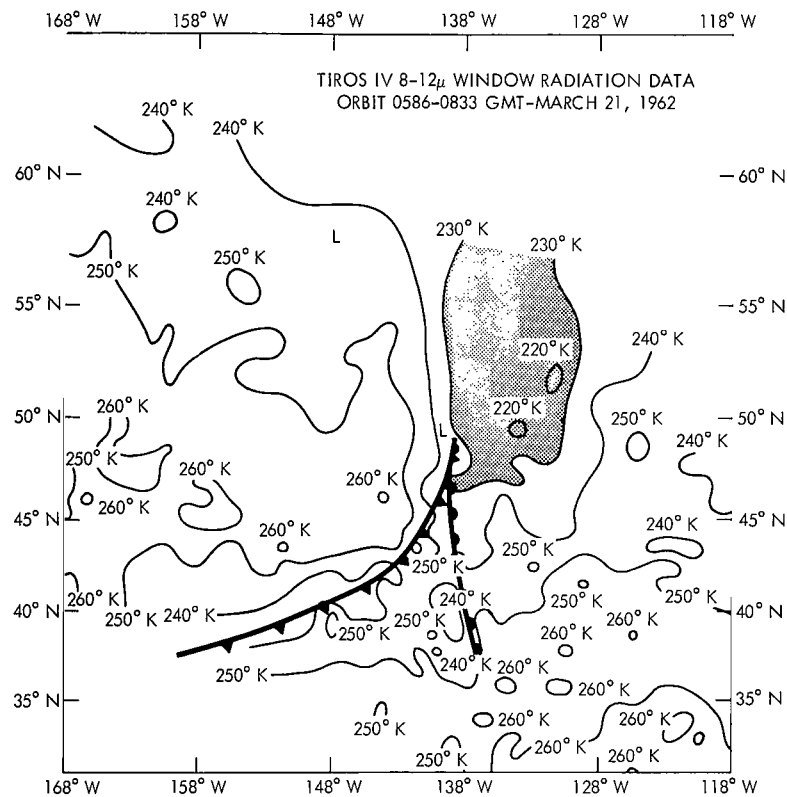 168° W 158° W 148° W 138° W 128° W 118° W
TIROS IV 8-12μ WINDOW RADIATION DATA
ORBIT 0586-0833 GMT-MARCH 21, 1962
240° K
240° K
60° N
60° N
240° K
230° K
L
230° K
250° K
250° K
55° N
55° N
240° K
220° K
260° K
220° K
50° N
50° N
250° K
L
240° K
250° K
260° K
260° K
260° K
45° N
45° N
260° K
240° K
250° K
250° K
260° K
240° K
250° K
250° K
40° N
250° K
240° K
250° K
40° N
250° K
260° K
240° K
260° K
250° K
35° N
260° K
35° N
260° K
260° K
250° K
250° K
260° K
260° K
168° W 158° W 148° W 138° W 128° W 118° W